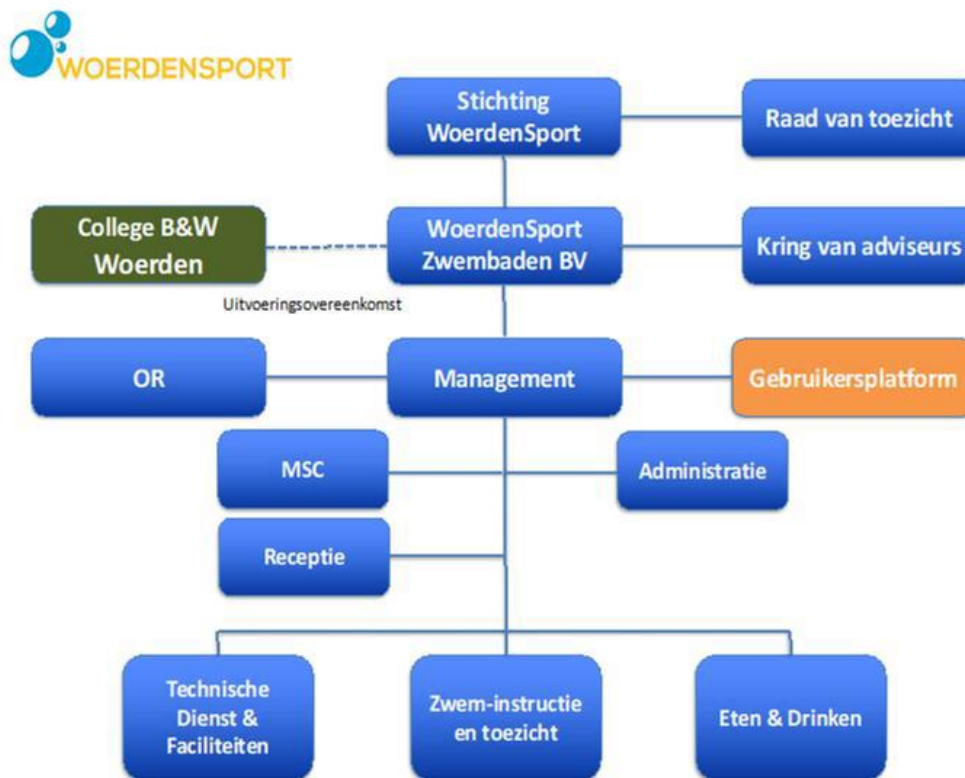 WOERDENSPORT
Stichting
WoerdenSport
Raad van toezicht
College B&W
Woerden
WoerdenSport
Zwembaden BV
Kring van adviseurs
Uitvoeringsovereenkomst
OR
Management
Gebruikersplatform
MSC
Administratie
Receptie
Technische
Dienst &
Faciliteiten
Zwem-instructie
en toezicht
Eten & Drinken